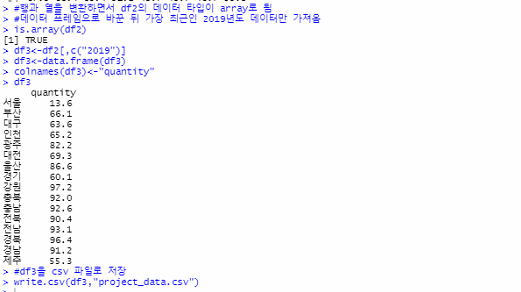 > #행과 열을 변환하면서 df2의 데이터 타입이 array로 됨
> #데이터 프레임으로 바꾼 뒤 가장 최근인 2019년도 데이터만 가져옴
> is.array(df2)
[1] TRUE
> df3<-df2[,c("2019")]
> df3<-data.frame(df3)
> colnames(df3)<-"quantity"
> df3
quantity
서울 13.6
부산 66.1
대구 63.6
인천 65.2
광주 82.2
대전 69.3
울산 86.6
경기 60.1
강원 97.2
충북 92.0
충남 92.6
전북 90.4
전남 93.1
경북 96.4
경남 91.2
제주 55.3
> #df3을 csv 파일로 저장
> write.csv(df3,"project_data.csv")
>